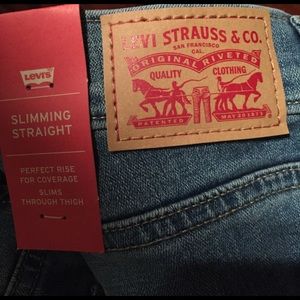 Levi's
SLIMMING
STRAIGHT
PERFECT RISE
FOR COVERAGE
SLIMS
THROUGH THIGH
LEVI STRAUSS & CO.
SAN FRANCISCO
CAL.
ORIGINAL RIVETED
QUALITY CLOTHING
PATENTED MAY 20 1873